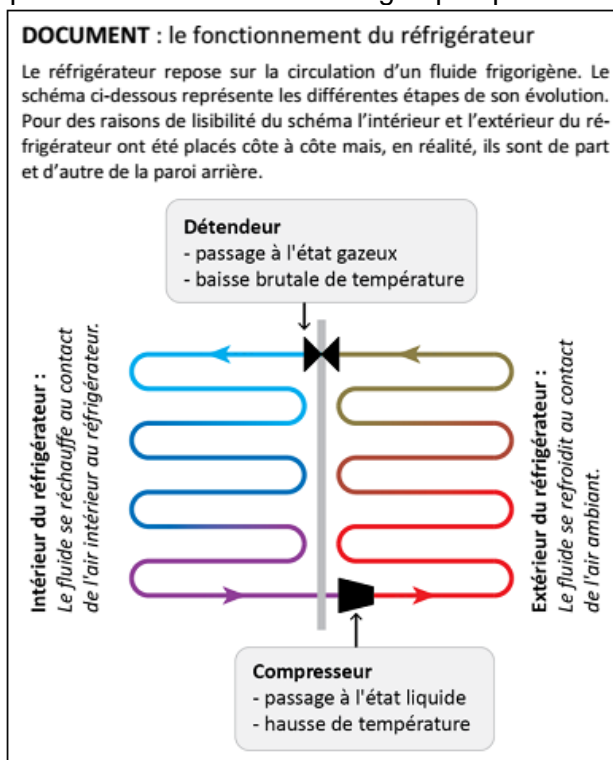 DOCUMENT : le fonctionnement du réfrigérateur
Le réfrigérateur repose sur la circulation d'un fluide frigorigène. Le
schéma ci-dessous représente les différentes étapes de son évolution.
Pour des raisons de lisibilité du schéma l'intérieur et l'extérieur du ré-
frigérateur ont été placés côte à côte mais, en réalité, ils sont de part
et d'autre de la paroi arrière.
Détendeur
- passage à l'état gazeux
- baisse brutale de température
Intérieur du réfrigérateur :
Le fluide se réchauffe au contact
de l'air intérieur au réfrigérateur.
Extérieur du réfrigérateur :
Le fluide se refroidit au contact
de l'air ambiant.
Compresseur
- passage à l'état liquide
- hausse de température